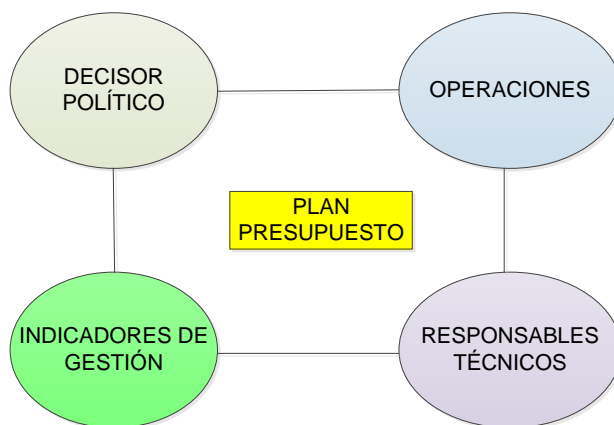 DECISOR
POLÍTICO
OPERACIONES
PLAN
PRESUPUESTO
INDICADORES DE
GESTIÓN
RESPONSABLES
TÉCNICOS